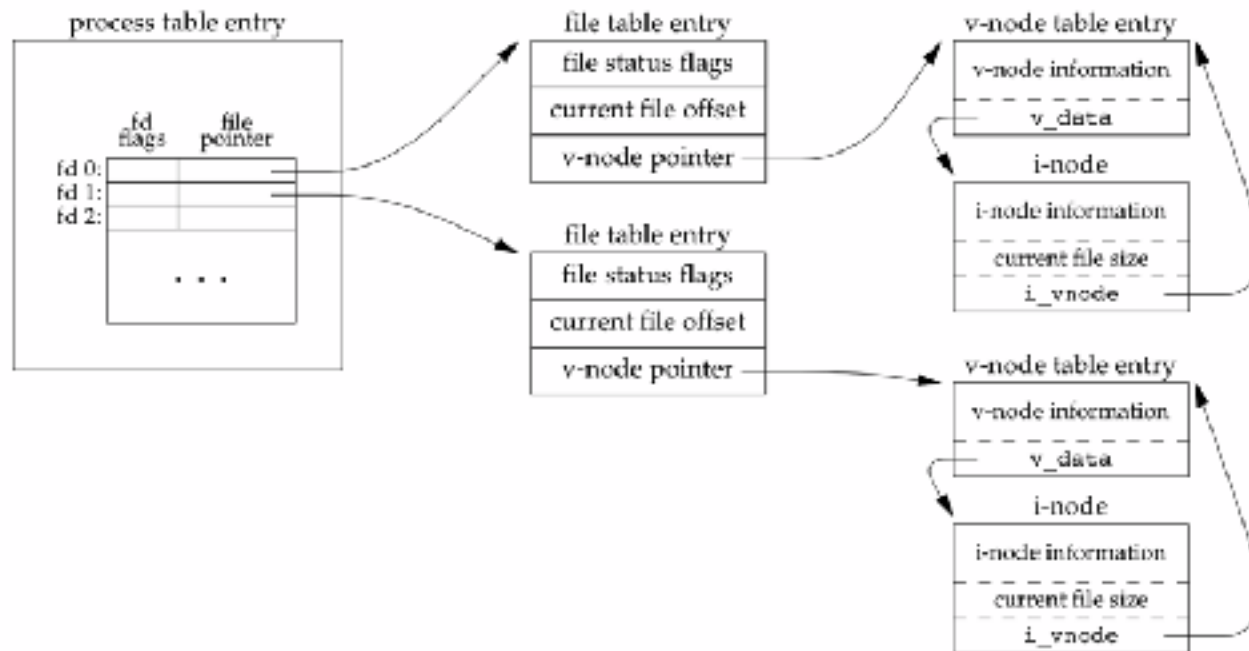 process table entry
fd flags
file pointer
fd 0:
fd 1:
fd 2:
. . .
file table entry
file status flags
current file offset
v-node pointer
file table entry
file status flags
current file offset
v-node pointer
v-node table entry
v-node information
v_data
i-node
i-node information
current file size
i_vnode
v-node table entry
v-node information
v_data
i-node
i-node information
current file size
i_vnode